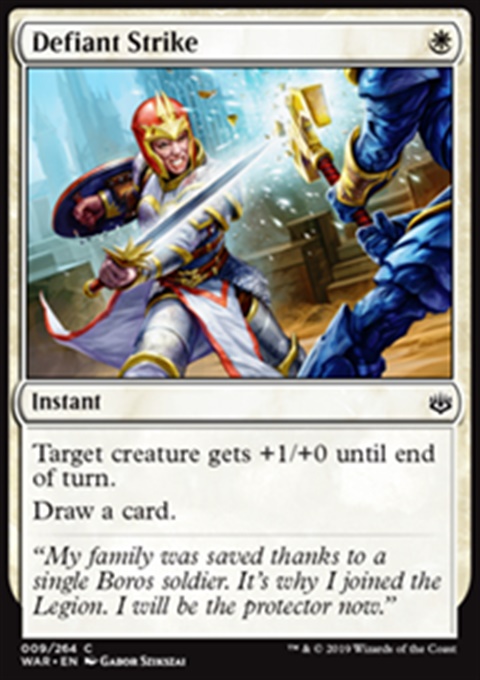 Defiant Strike
Instant
Target creature gets +1/+0 until end
of turn.
Draw a card.
“My family was saved thanks to a
single Boros soldier. It’s why I joined the
Legion. I will be the protector now.”
009/264 C
WAR • EN Gabor Szikszai
™ & © 2019 Wizards of the Coast